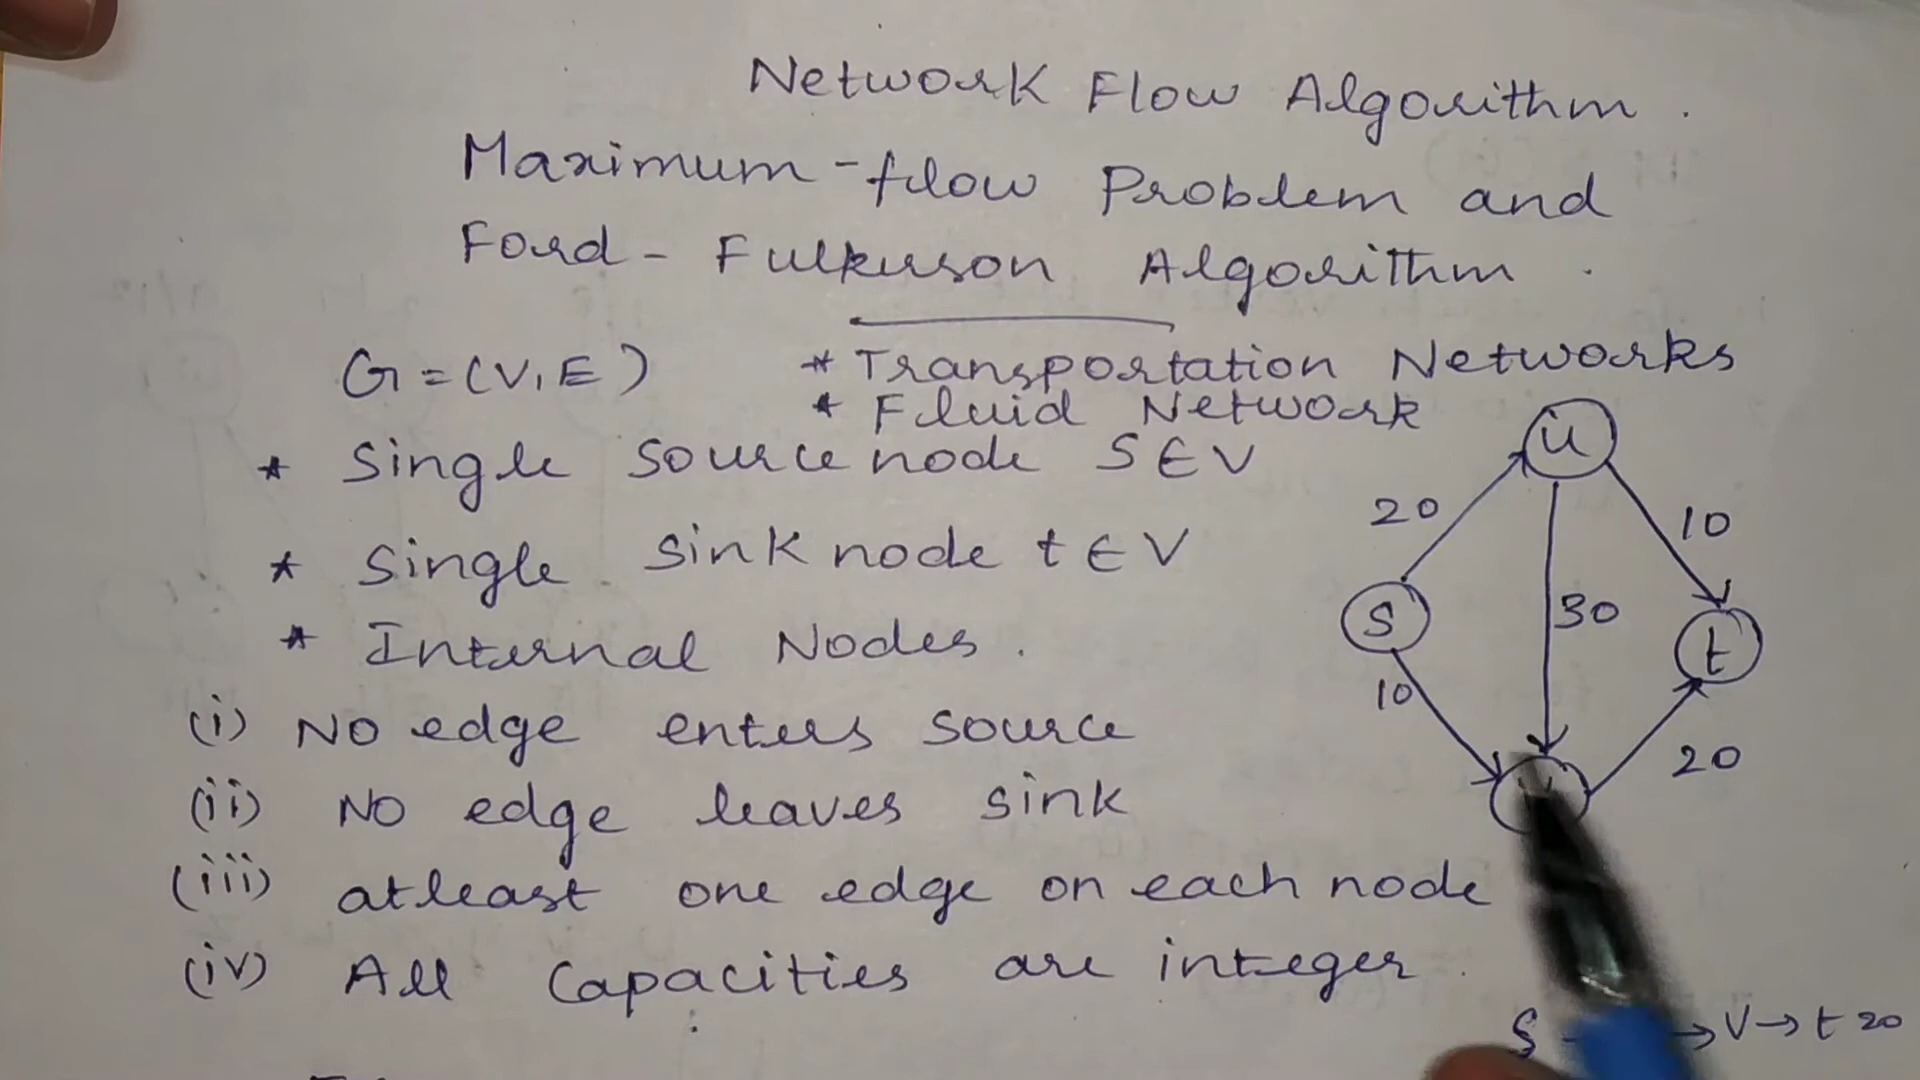 Network Flow Algorithm.
Maximum-flow Problem and
Ford-Fulkerson Algorithm.
G=(V,E)
* Transportation Networks
* Fluid Network
* Single source node S∈V
* Single sink node t∈V
* Internal Nodes.
(i) No edge enters source
(ii) No edge leaves sink
(iii) atleast one edge on each node
(iv) All Capacities are integer.
u
20
10
S
30
t
10
20
S → V → t 20